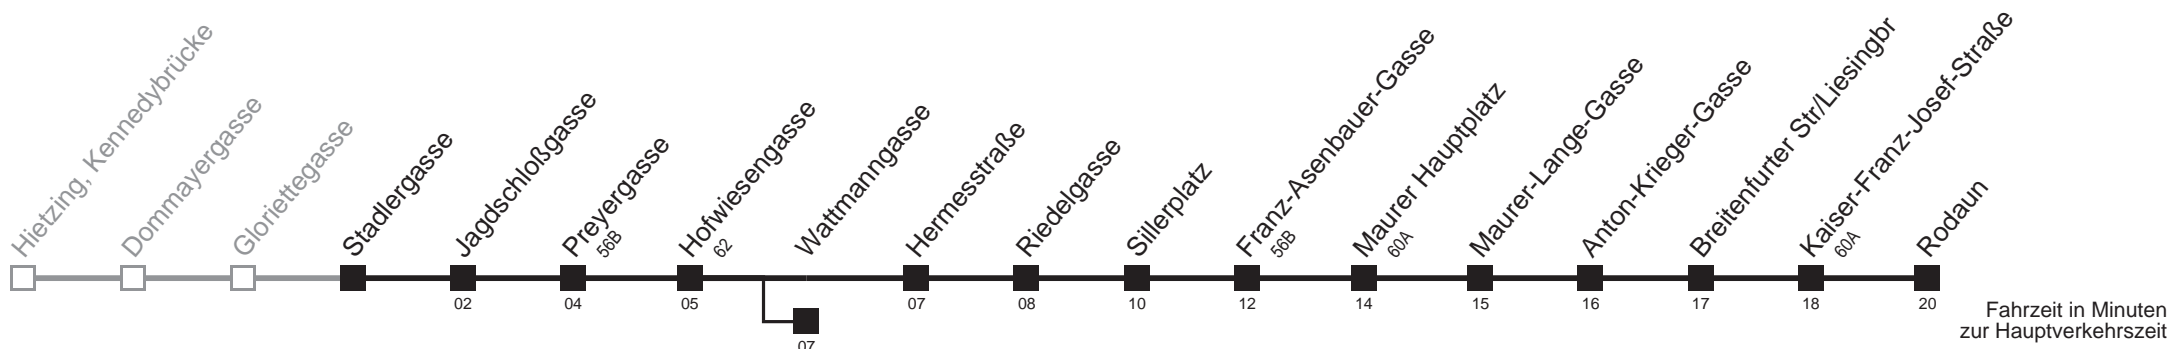 Hietzing, Kennedybrücke
Dommayergasse
Gloriettegasse
Stadlergasse
Jagdschloßgasse
Preyergasse
56B
Hofwiesengasse
62
Wattmanngasse
Hermesstraße
Riedelgasse
Sillerplatz
Franz-Asenbauer-Gasse
56B
Maurer Hauptplatz
60A
Maurer-Lange-Gasse
Anton-Krieger-Gasse
Breitenfurter Str/Liesingbr
Kaiser-Franz-Josef-Straße
60A
Rodaun
02
04
05
07
08
10
12
14
15
16
17
18
20
07
Fahrzeit in Minuten
zur Hauptverkehrszeit